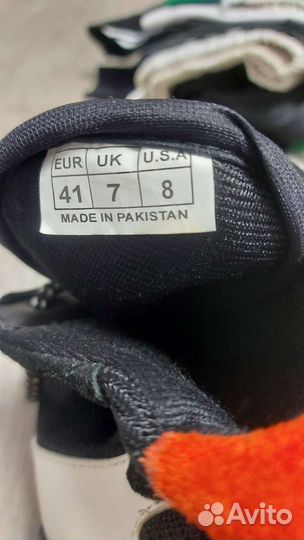 EUR UK U.S.A
41 7 8
MADE IN PAKISTAN
Avito